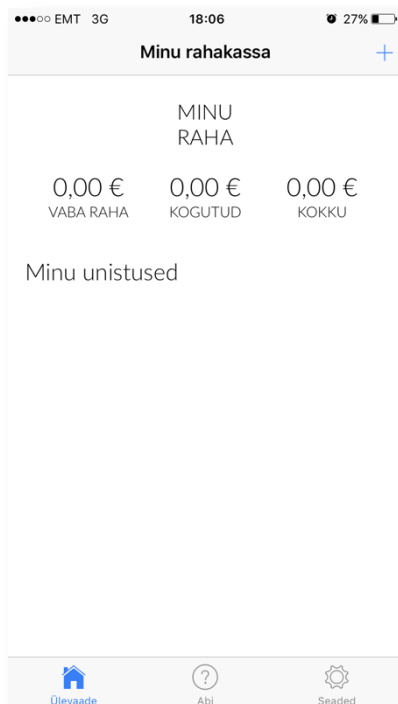 EMT 3G 18:06 27%
Minu rahakassa +
MINU
RAHA
0,00 € 0,00 € 0,00 €
VABA RAHA KOGUTUD KOKKU
Minu unistused
Ülevaade Abi Seaded